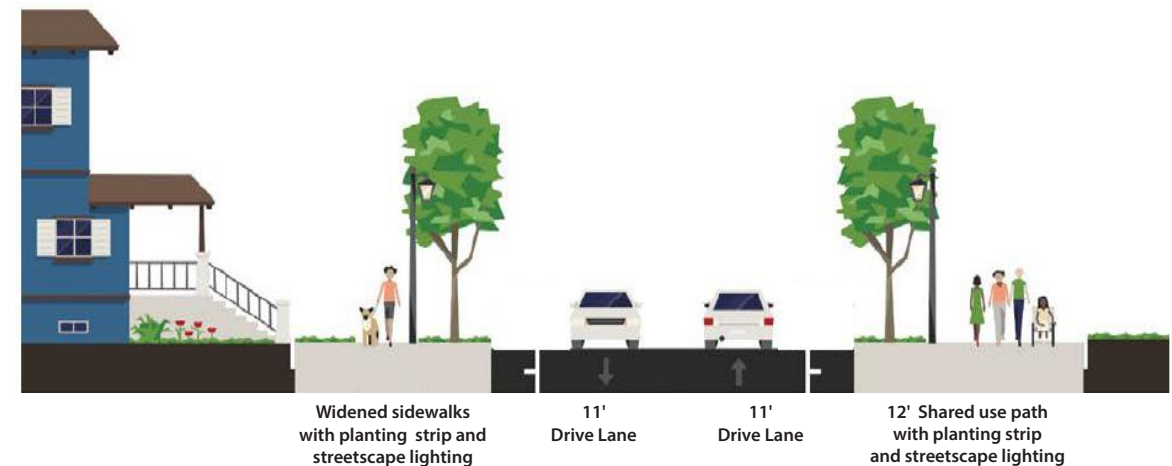 Widened sidewalks
with planting strip and
streetscape lighting
11'
Drive Lane
11'
Drive Lane
12' Shared use path
with planting strip
and streetscape lighting